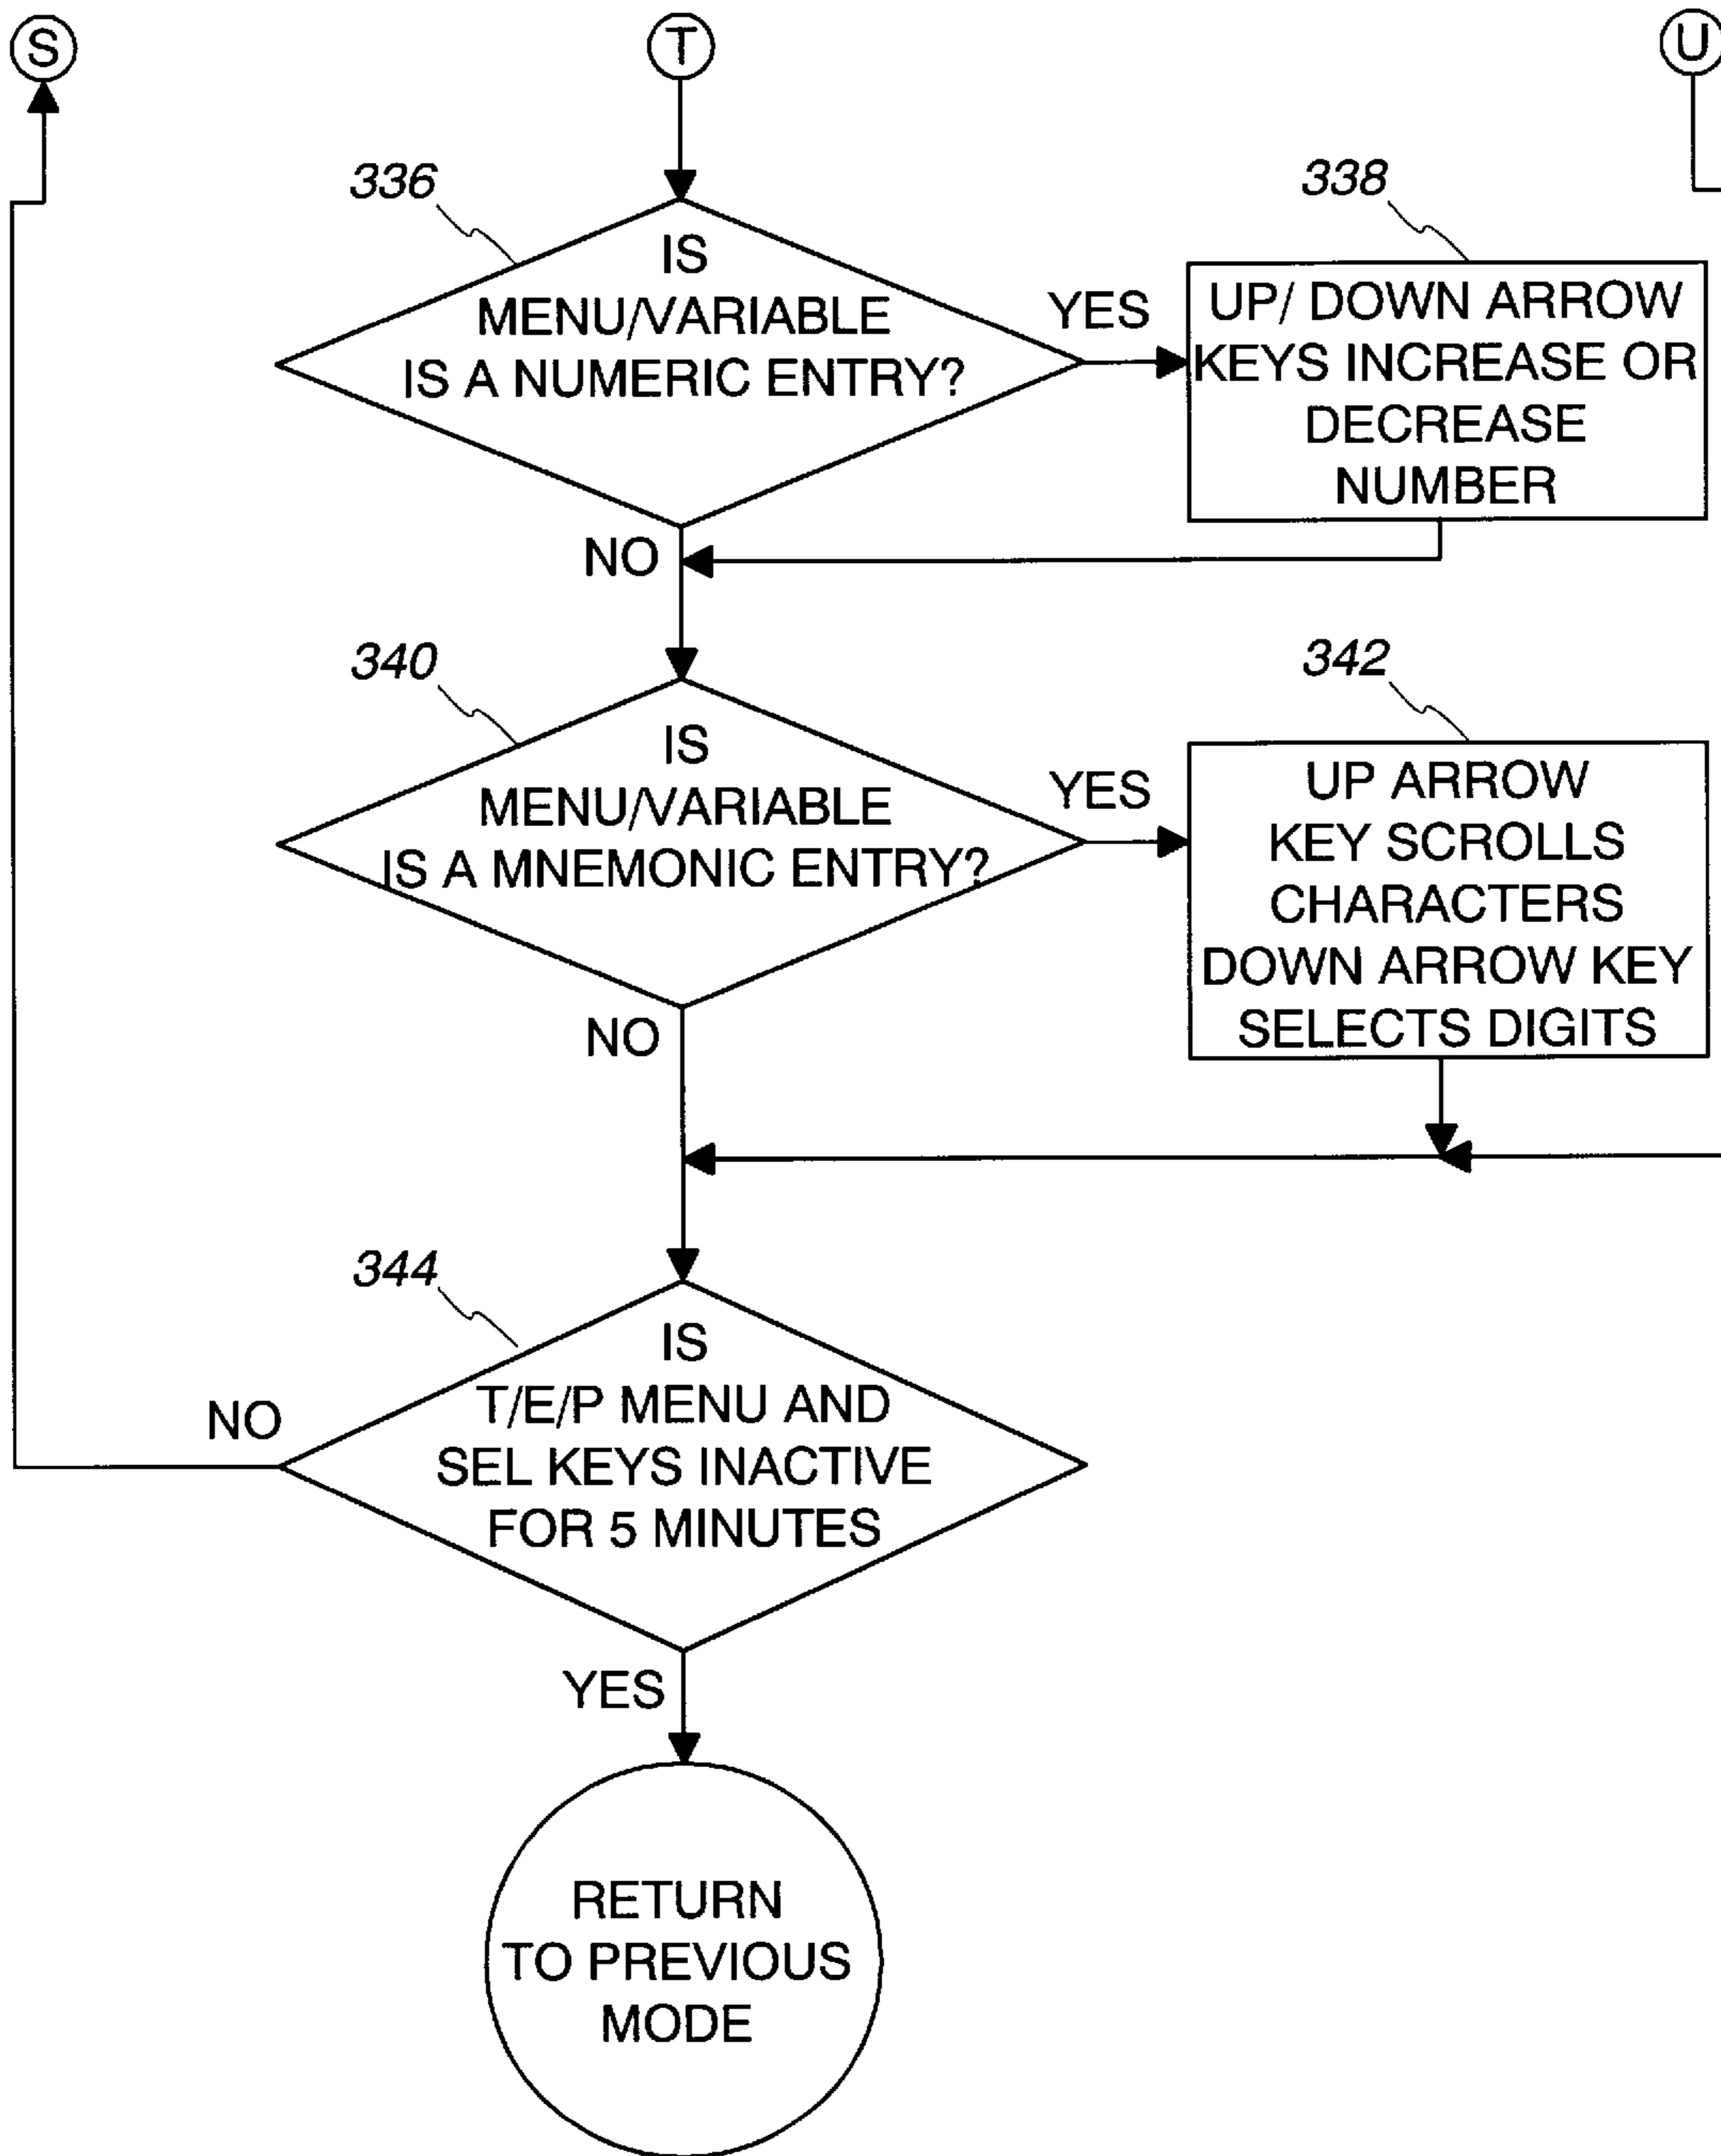 S
T
U
336
IS
MENU/VARIABLE
IS A NUMERIC ENTRY?
YES
338
UP/ DOWN ARROW
KEYS INCREASE OR
DECREASE
NUMBER
NO
340
IS
MENU/VARIABLE
IS A MNEMONIC ENTRY?
YES
342
UP ARROW
KEY SCROLLS
CHARACTERS
DOWN ARROW KEY
SELECTS DIGITS
NO
344
IS
T/E/P MENU AND
SEL KEYS INACTIVE
FOR 5 MINUTES
NO
YES
RETURN
TO PREVIOUS
MODE